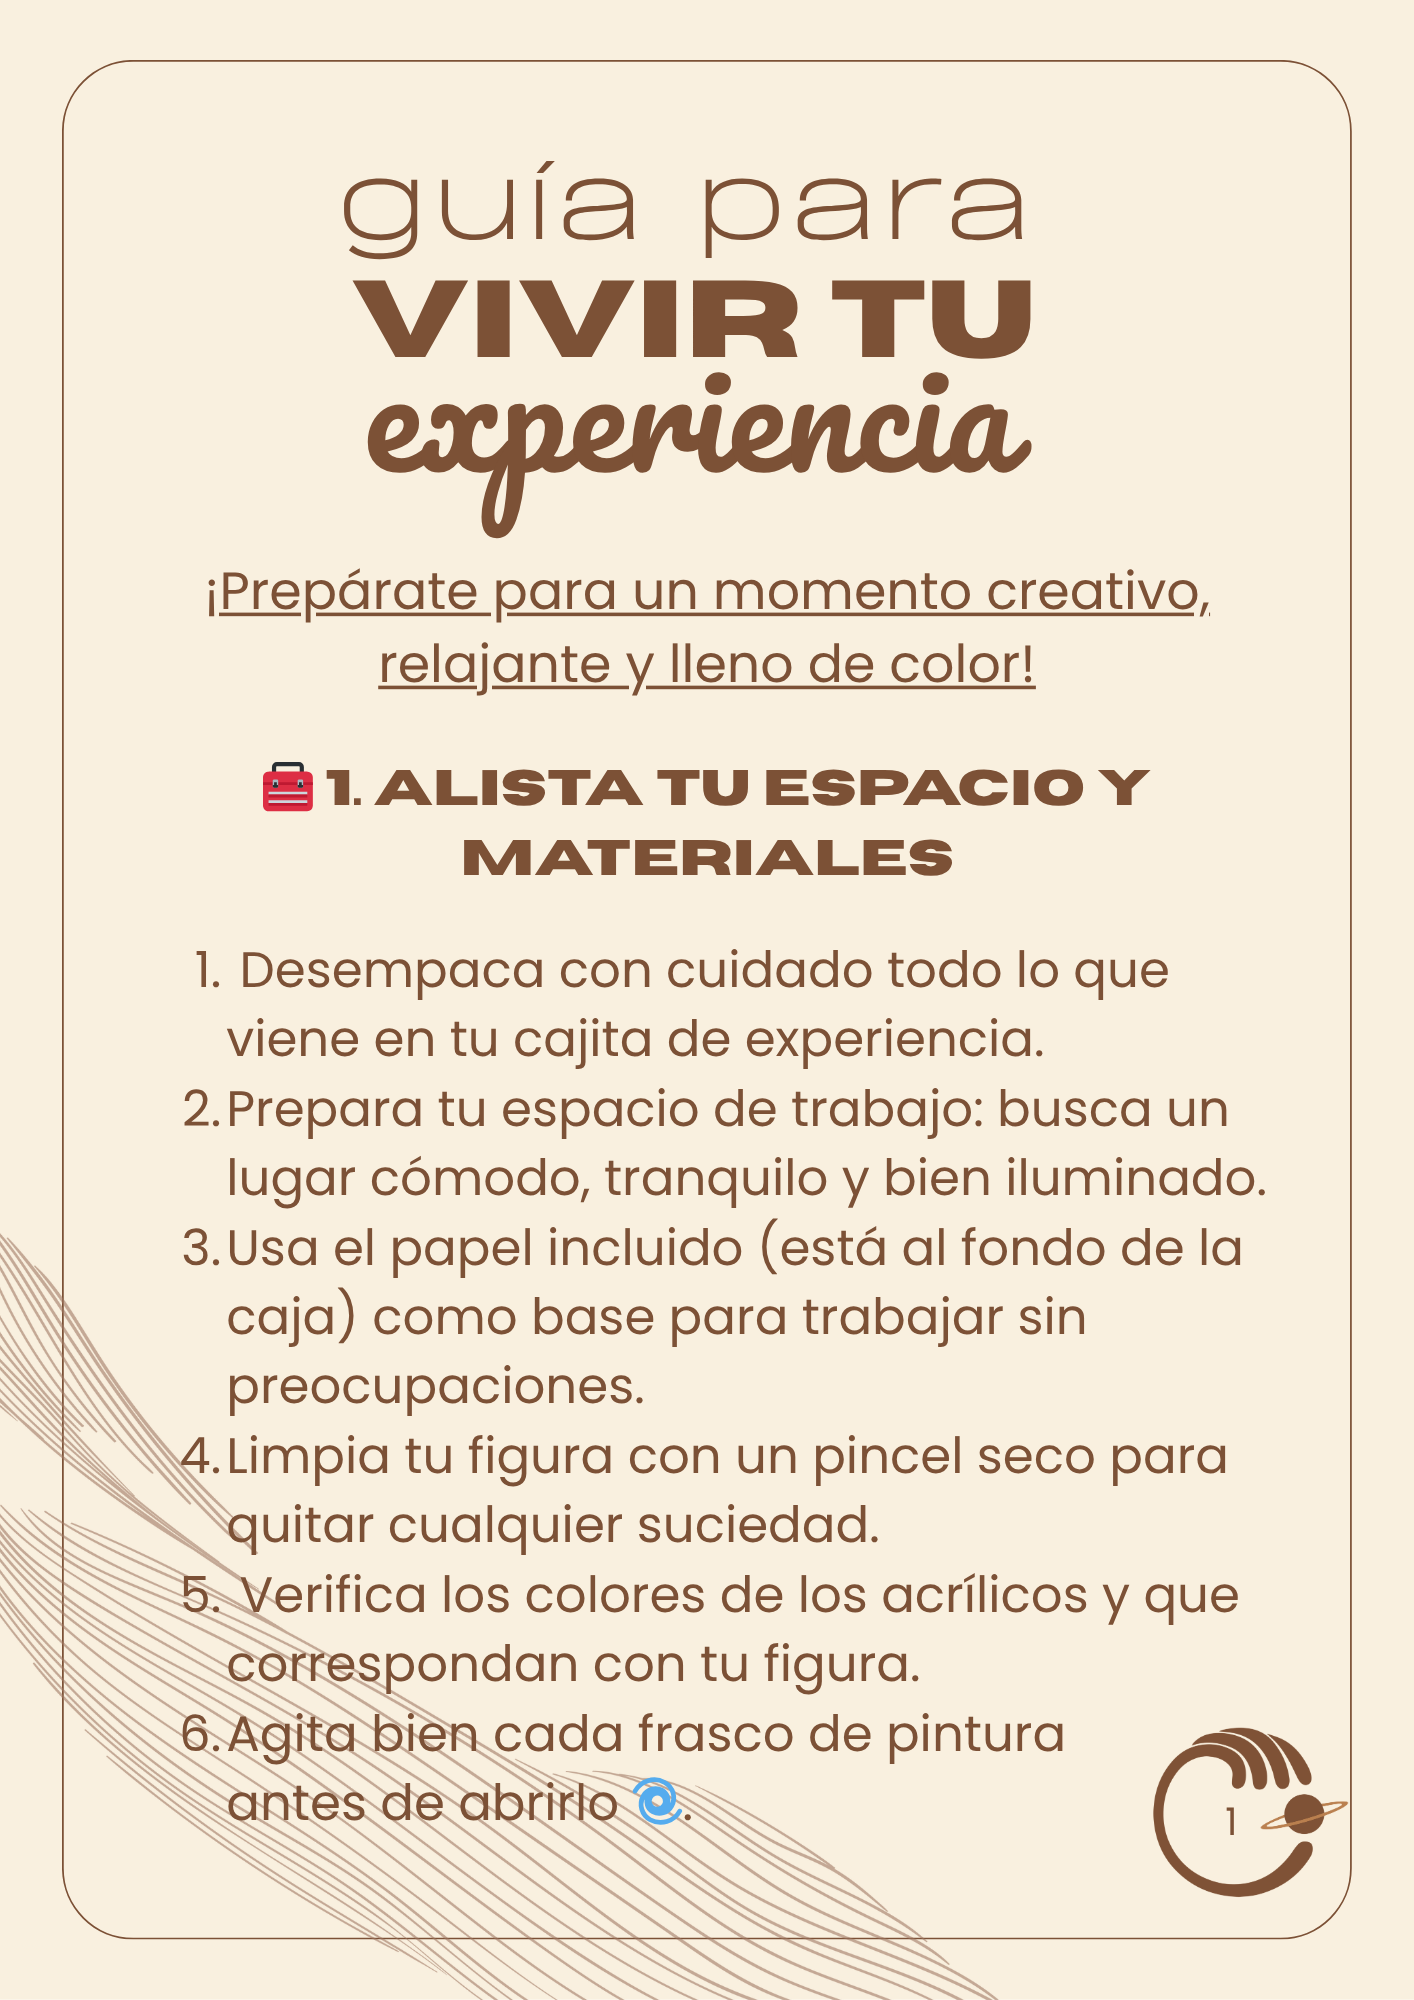 guía para
VIVIR TU
experiencia
¡Prepárate para un momento creativo,
relajante y lleno de color!
🧰 1. ALISTA TU ESPACIO Y
MATERIALES
1. Desempaca con cuidado todo lo que
viene en tu cajita de experiencia.
2. Prepara tu espacio de trabajo: busca un
lugar cómodo, tranquilo y bien iluminado.
3. Usa el papel incluido (está al fondo de la
caja) como base para trabajar sin
preocupaciones.
4. Limpia tu figura con un pincel seco para
quitar cualquier suciedad.
5. Verifica los colores de los acrílicos y que
correspondan con tu figura.
6. Agita bien cada frasco de pintura
antes de abrirlo 🌀.
1